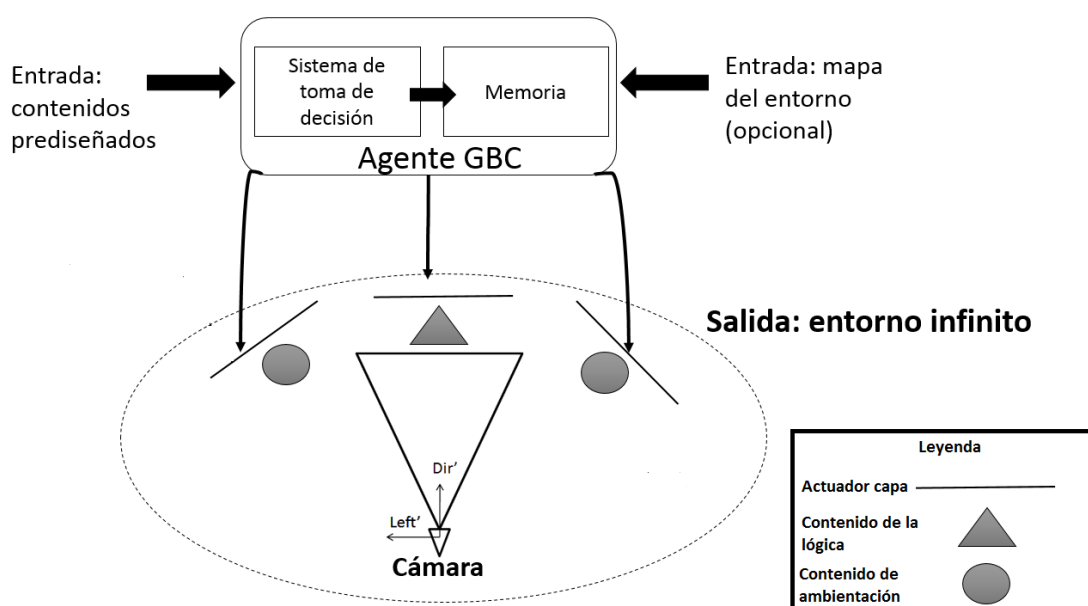 Entrada:
contenidos
prediseñados
Sistema de
toma de
decisión
Memoria
Agente GBC
Entrada: mapa
del entorno
(opcional)
Salida: entorno infinito
Dir’
Left’
Cámara
Leyenda
Actuador capa
Contenido de la
lógica
Contenido de
ambientación